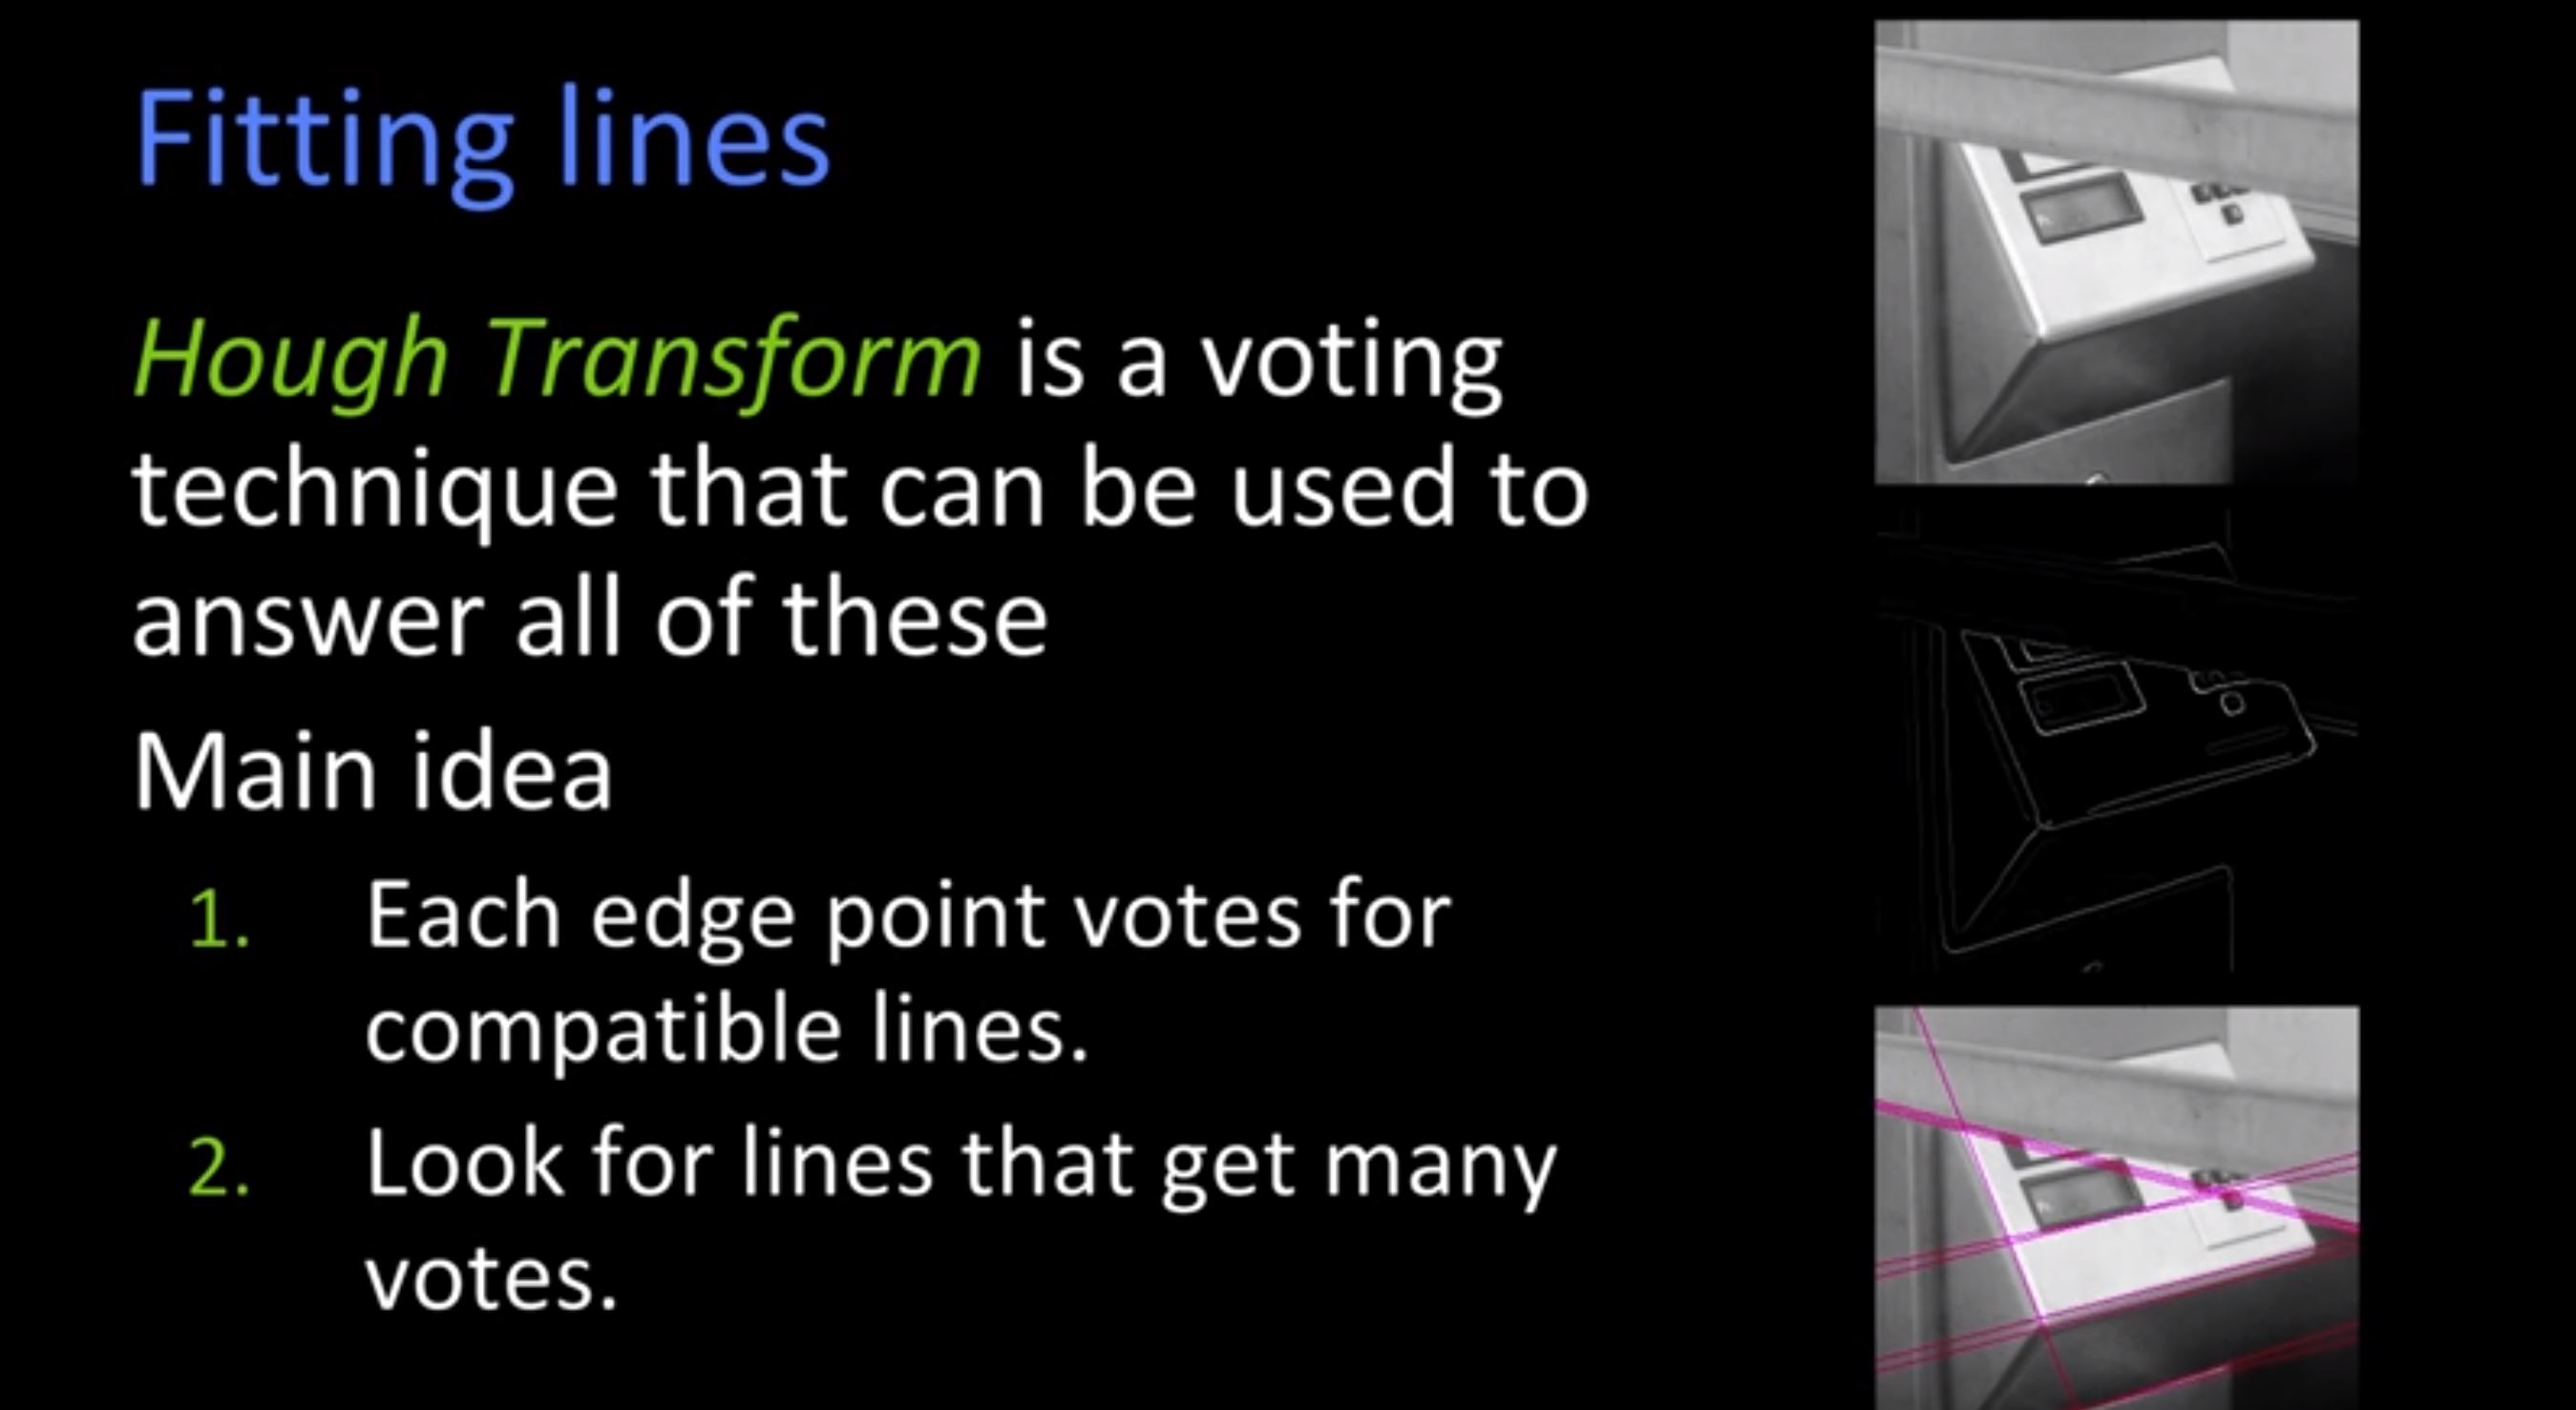 Fitting lines
Hough Transform is a voting
technique that can be used to
answer all of these
Main idea
1. Each edge point votes for
compatible lines.
2. Look for lines that get many
votes.